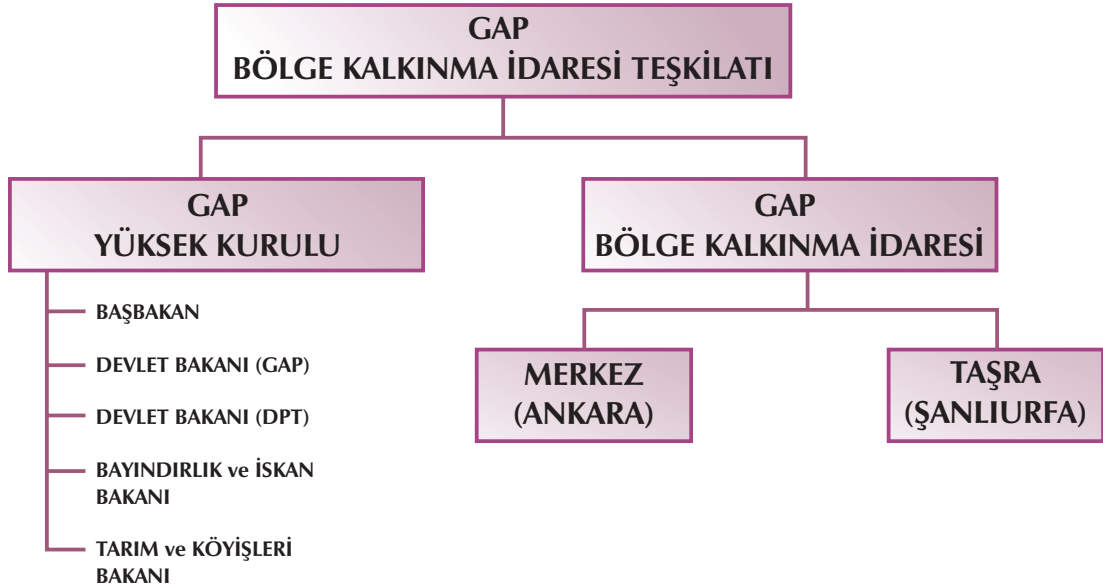 GAP
BÖLGE KALKINMA İDARESİ TEŞKİLATI
GAP
YÜKSEK KURULU
BAŞBAKAN
DEVLET BAKANI (GAP)
DEVLET BAKANI (DPT)
BAYINDIRLIK ve İSKAN
BAKANI
TARIM ve KÖYİŞLERİ
BAKANI
GAP
BÖLGE KALKINMA İDARESİ
MERKEZ
(ANKARA)
TAŞRA
(ŞANLIURFA)